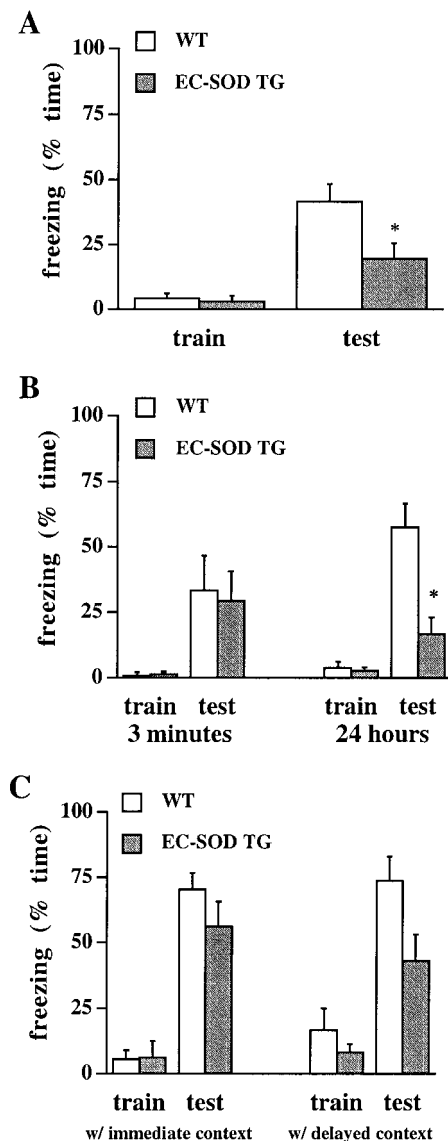 A
WT
EC-SOD TG
freezing (% time)
100
75
50
25
0
*
train test
B
WT
EC-SOD TG
freezing (% time)
100
75
50
25
0
*
train test train test
3 minutes 24 hours
C
WT
EC-SOD TG
freezing (% time)
100
75
50
25
0
train test train test
w/ immediate context w/ delayed context